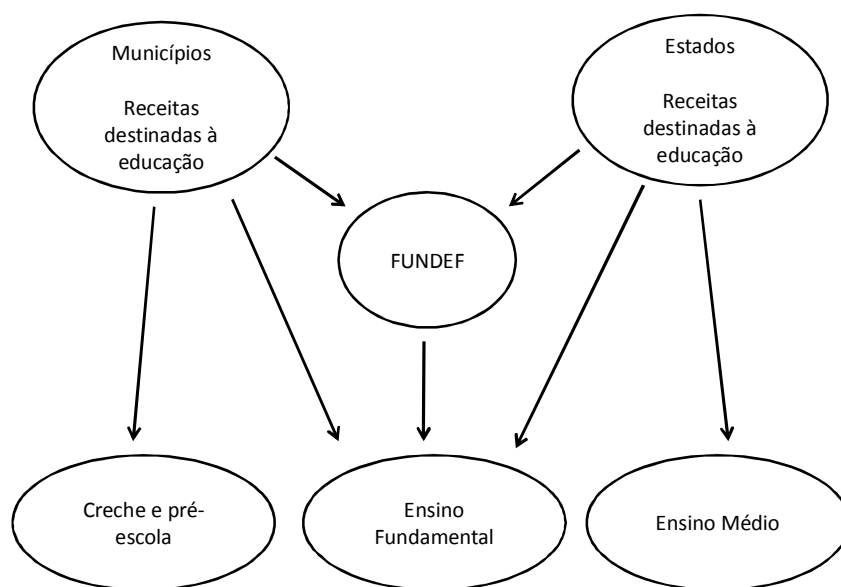 Municípios
Receitas
destinadas à
educação
Estados
Receitas
destinadas à
educação
FUNDEF
Creche e pré-
escola
Ensino
Fundamental
Ensino Médio